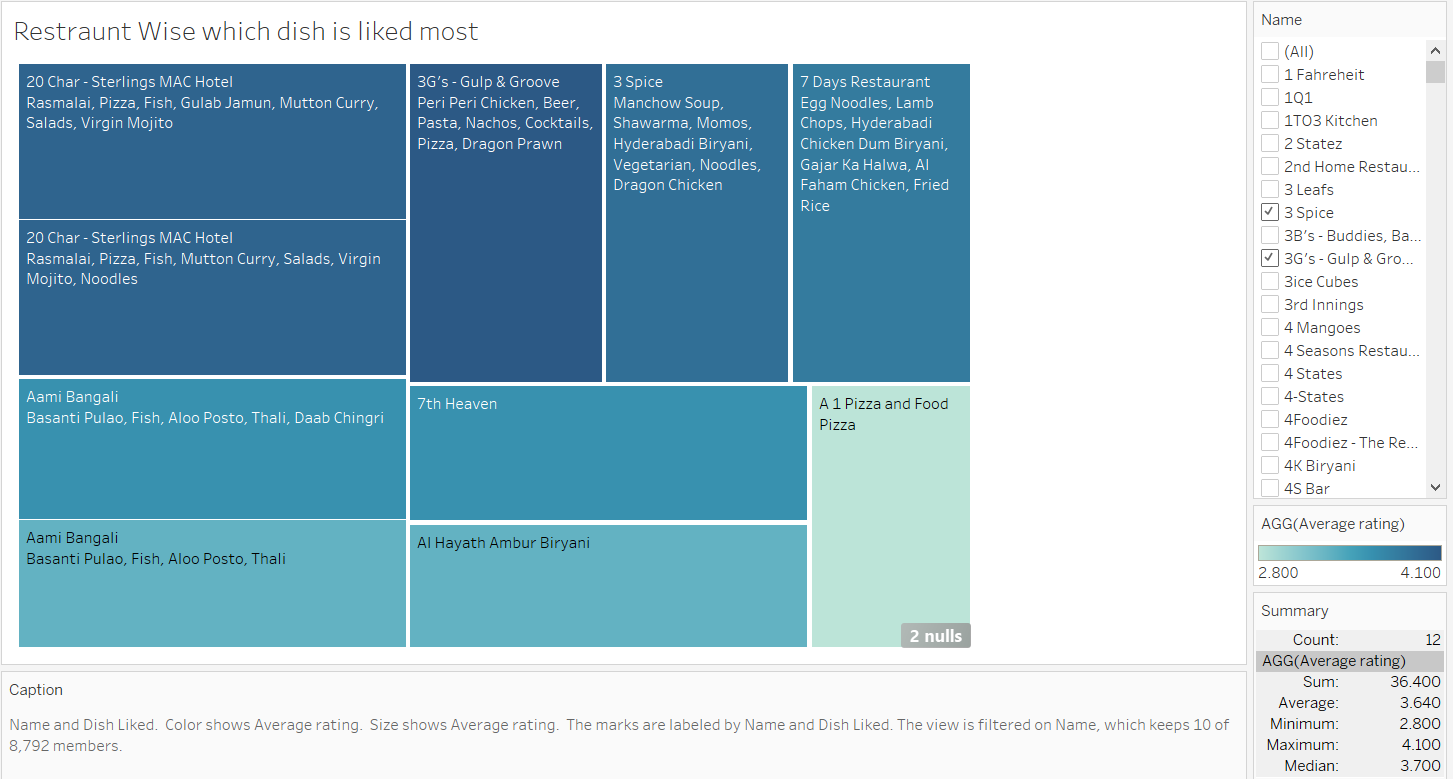 Restraunt Wise which dish is liked most
20 Char - Sterlings MAC Hotel
Rasmalai, Pizza, Fish, Gulab Jamun, Mutton Curry,
Salads, Virgin Mojito
20 Char - Sterlings MAC Hotel
Rasmalai, Pizza, Fish, Mutton Curry, Salads, Virgin
Mojito, Noodles
Aami Bangali
Basanti Pulao, Fish, Aloo Posto, Thali, Daab Chingri
Aami Bangali
Basanti Pulao, Fish, Aloo Posto, Thali
3G’s - Gulp & Groove
Peri Peri Chicken, Beer,
Pasta, Nachos, Cocktails,
Pizza, Dragon Prawn
3 Spice
Manchow Soup,
Shawarma, Momos,
Hyderabadi Biryani,
Vegetarian, Noodles,
Dragon Chicken
7 Days Restaurant
Egg Noodles, Lamb
Chops, Hyderabadi
Chicken Dum Biryani,
Gajar Ka Halwa, Al
Faham Chicken, Fried
Rice
7th Heaven
Al Hayath Ambur Biryani
A 1 Pizza and Food
Pizza
2 nulls
Caption
Name and Dish Liked.  Color shows Average rating.  Size shows Average rating.  The marks are labeled by Name and Dish Liked. The view is filtered on Name, which keeps 10 of
8,792 members.
Name
(All)
1 Fahreheit
1Q1
1TO3 Kitchen
2 Statez
2nd Home Restau...
3 Leafs
3 Spice
3B’s - Buddies, Ba...
3G’s - Gulp & Gro...
3ice Cubes
3rd Innings
4 Mangoes
4 Seasons Restau...
4 States
4-States
4Foodiez
4Foodiez - The Re...
4K Biryani
4S Bar
AGG(Average rating)
2.800 4.100
Summary
Count: 12
AGG(Average rating)
Sum: 36.400
Average: 3.640
Minimum: 2.800
Maximum: 4.100
Median: 3.700